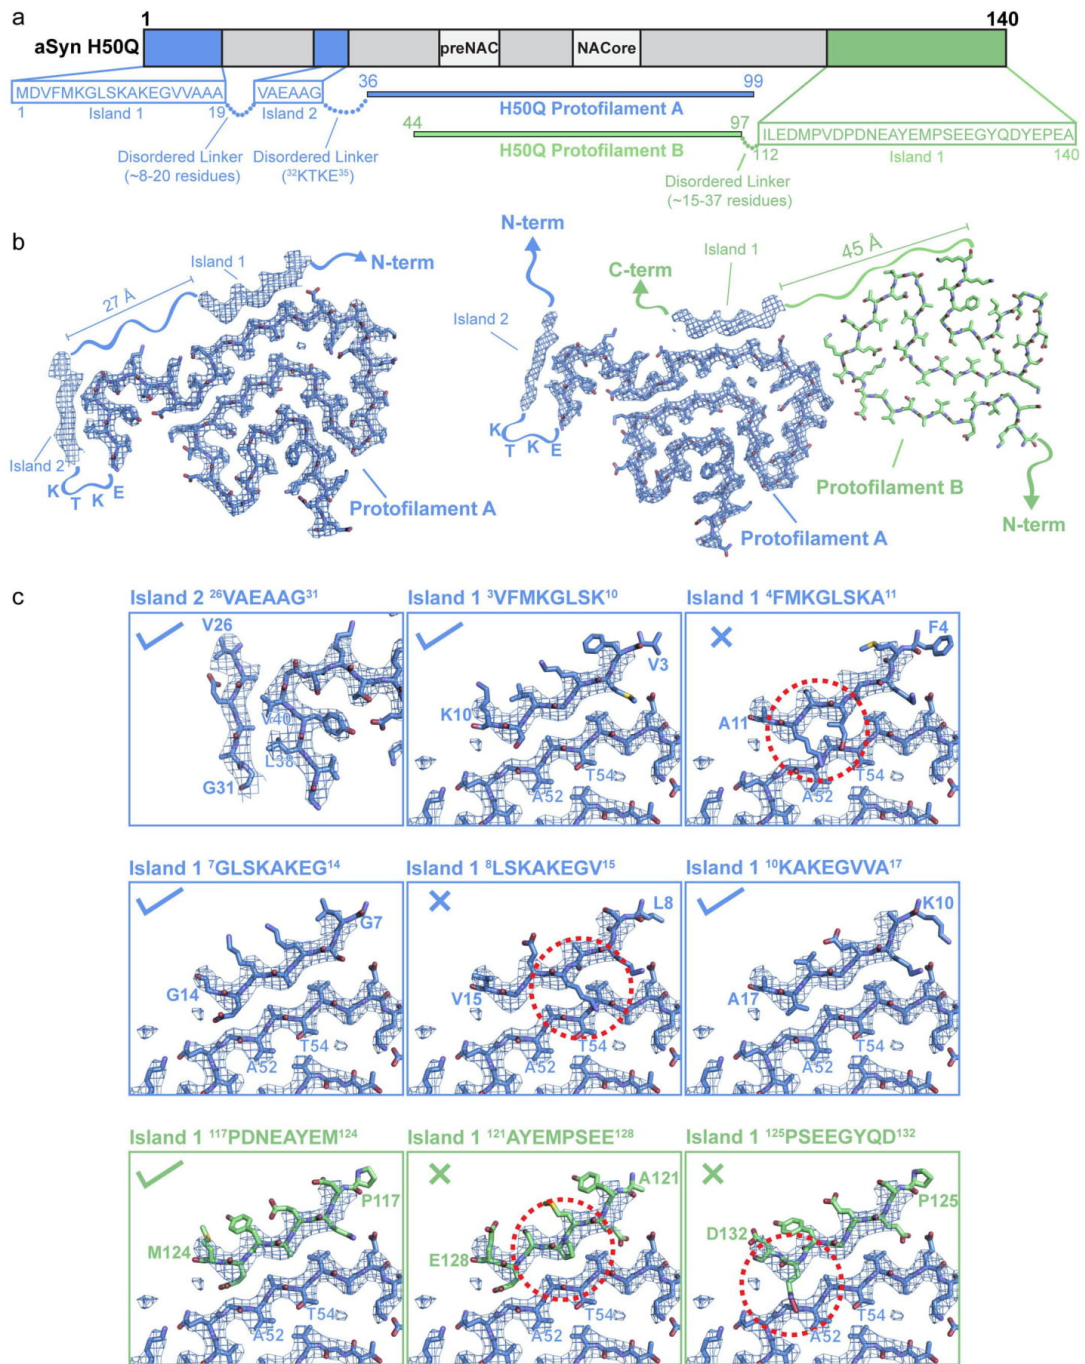 a
1
140
aSyn H50Q
preNAC
NACore
MDVFMKGLSKAKEGVVAAA
VAEAAG
36
99
1
Island 1
19
Island 2
H50Q Protofilament A
44
97
ILEDMPVDPDNEAYEMPSEEGYQDYEPEA
H50Q Protofilament B
112
Island 1
140
Disordered Linker
(~8-20 residues)
Disordered Linker
(³²KTKE³⁵)
Disordered Linker
(~15-37 residues)
b
Island 1
N-term
27 Å
Island 2
K
T
K
E
Protofilament A
N-term
C-term
Island 1
45 Å
Island 2
K
T
K
E
Protofilament B
Protofilament A
N-term
c
Island 2 ²⁶VAEAAG³¹
V26
V40
L38
G31
Island 1 ³VFMKGLSK¹⁰
V3
K10
T54
A52
Island 1 ⁴FMKGLSKA¹¹
F4
A11
T54
A52
Island 1 ⁷GLSKAKEG¹⁴
G7
G14
T54
A52
Island 1 ⁸LSKAKEGV¹⁵
L8
V15
T54
A52
Island 1 ¹⁰KAKEGVVA¹⁷
K10
A17
T54
A52
Island 1 ¹¹⁷PDNEAYEM¹²⁴
P117
M124
T54
A52
Island 1 ¹²¹AYEMPSEE¹²⁸
A121
E128
T54
A52
Island 1 ¹²⁵PSEEGYQD¹³²
P125
D132
T54
A52